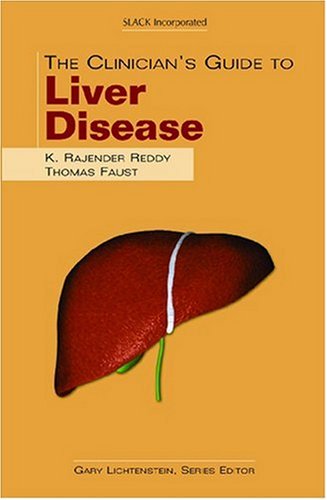 SLACK Incorporated
THE CLINICIAN'S GUIDE TO
Liver
Disease
K. RAJENDER REDDY
THOMAS FAUST
GARY LICHTENSTEIN, SERIES EDITOR